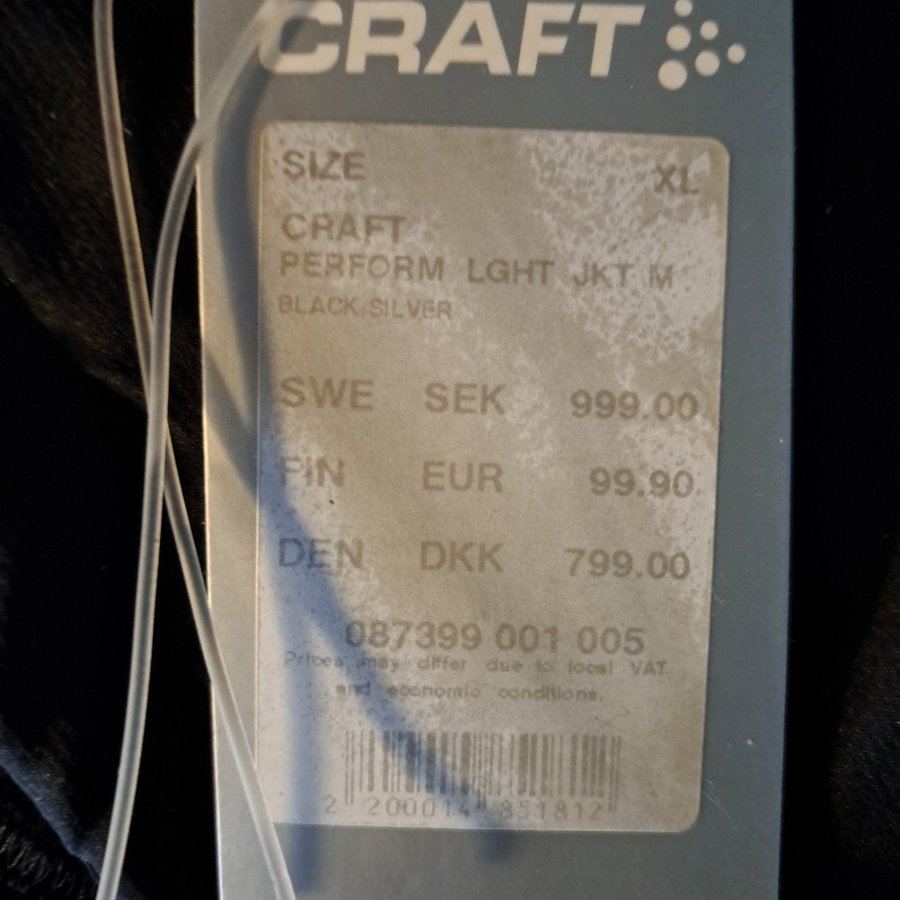 CRAFT
SIZE XL
CRAFT
PERFORM LGHT JKT M
BLACK/SILVER
SWE SEK 999.00
FIN EUR 99.90
DEN DKK 799.00
087399 001 005
Prices may differ due to local VAT
and economic conditions.
2 200014 851812